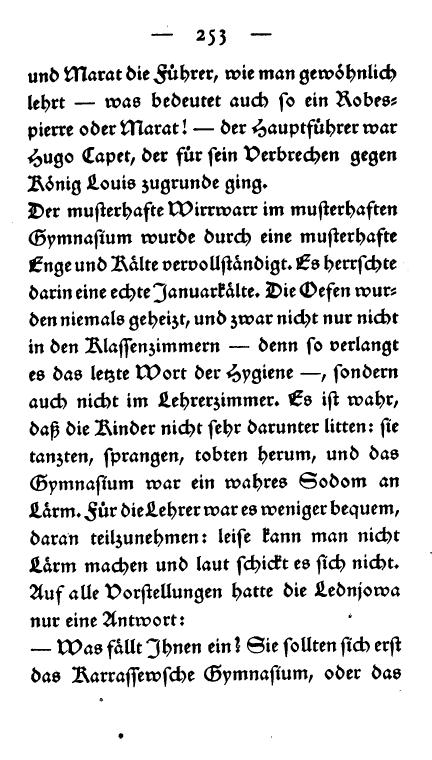 — 253 —
und Marat die Führer, wie man gewöhnlich
lehrt — was bedeutet auch so ein Robes-
pierre oder Marat! — der Hauptführer war
Hugo Capet, der für sein Verbrechen gegen
König Louis zugrunde ging.
Der musterhafte Wirrwarr im musterhaften
Gymnasium wurde durch eine musterhafte
Enge und Kälte vervollständigt. Es herrschte
darin eine echte Januarkälte. Die Oefen wur-
den niemals geheizt, und zwar nicht nur nicht
in den Klassenzimmern — denn so verlangt
es das letzte Wort der Hygiene —, sondern
auch nicht im Lehrerzimmer. Es ist wahr,
daß die Kinder nicht sehr darunter litten: sie
tanzten, sprangen, tobten herum, und das
Gymnasium war ein wahres Sodom an
Lärm. Für die Lehrer war es weniger bequem,
daran teilzunehmen: leise kann man nicht
Lärm machen und laut schickt es sich nicht.
Auf alle Vorstellungen hatte die Lednjowa
nur eine Antwort:
— Was fällt Ihnen ein? Sie sollten sich erst
das Karrassewsche Gymnasium, oder das